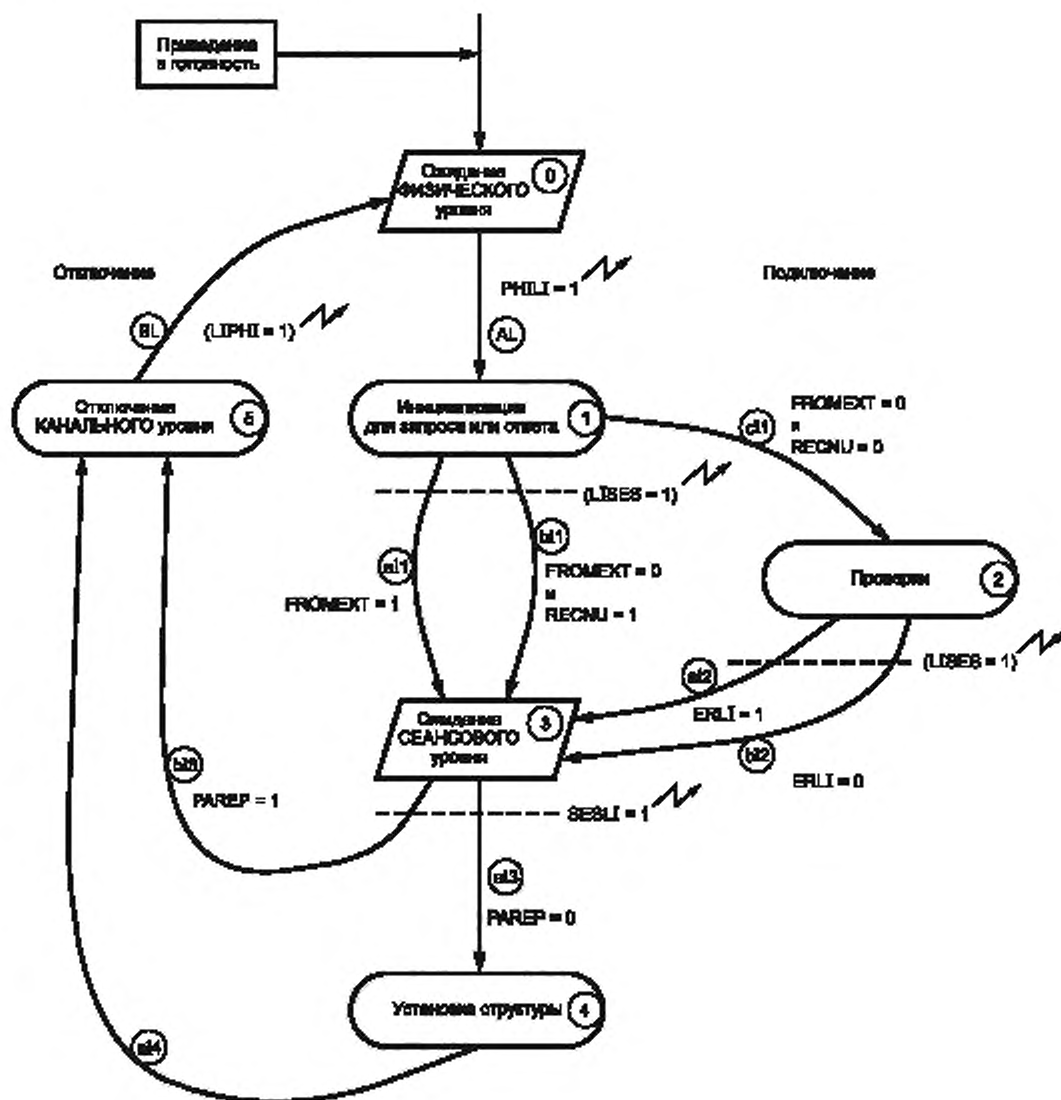 Приведение
в готовность
Ожидание
ФИЗИЧЕСКОГО
уровня
0
Отключение
Подключение
PHILI = 1
BL
(LIPHI = 1)
AL
Отключение
КАНАЛЬНОГО уровня
5
Инициализация
для запроса или ответа
1
cl1
FROMEXT = 0
и
RECNU = 0
(LISES = 1)
al1
bl1
FROMEXT = 1
FROMEXT = 0
и
RECNU = 1
Проверки
2
(LISES = 1)
al2
ERLI = 1
bl2
ERLI = 0
Ожидание
СЕАНСОВОГО
уровня
3
PAREP = 1
SESLI = 1
al3
PAREP = 0
Установка структуры
4
al4